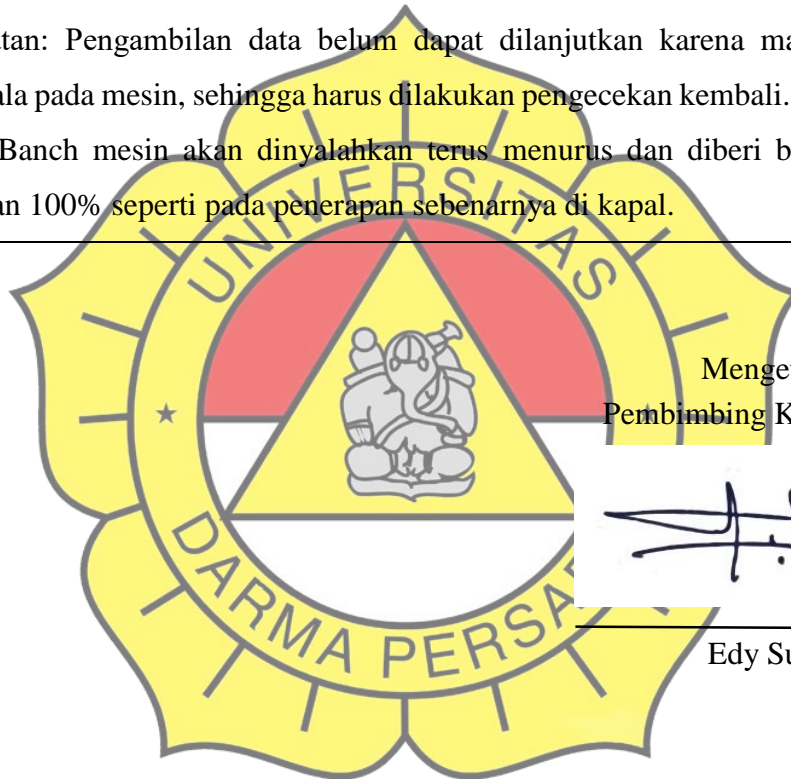 tan: Pengambilan data belum dapat dilanjutkan karena ma
ala pada mesin, sehingga harus dilakukan pengecekan kembali.
Banch mesin akan dinyalahkan terus menurus dan diberi b
an 100% seperti pada penerapan sebenarnya di kapal.
UNIVERSITAS
Menge
Pembimbing K
DARMA PERSA
Edy Su